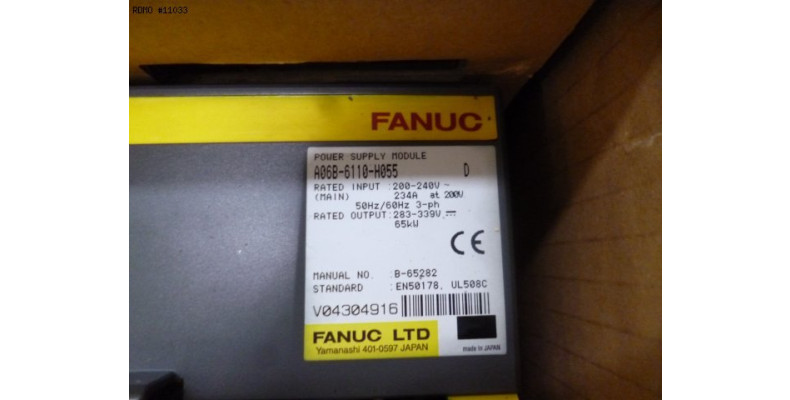 RDMO #11033
FANUC
POWER SUPPLY MODULE
A06B-6110-H055 D
RATED INPUT : 200-240V ~
(MAIN) 234A at 200V
50Hz/60Hz 3-ph
RATED OUTPUT : 283-339V ⎓
65kW
CE
MANUAL NO. : B-65282
STANDARD : EN50178, UL508C
V04304916
FANUC LTD
Yamanashi 401-0597 JAPAN
made in JAPAN